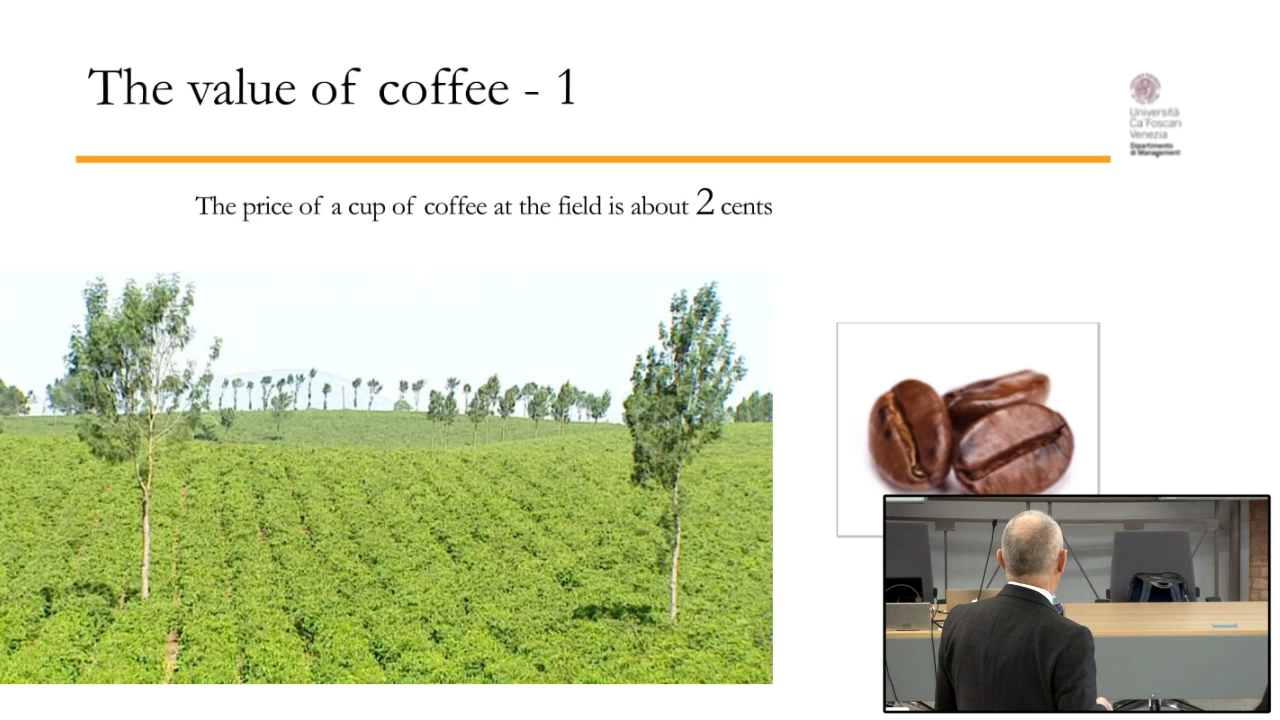 The value of coffee - 1
Università
Ca'Foscari
Venezia
Dipartimento
di Management
The price of a cup of coffee at the field is about 2 cents